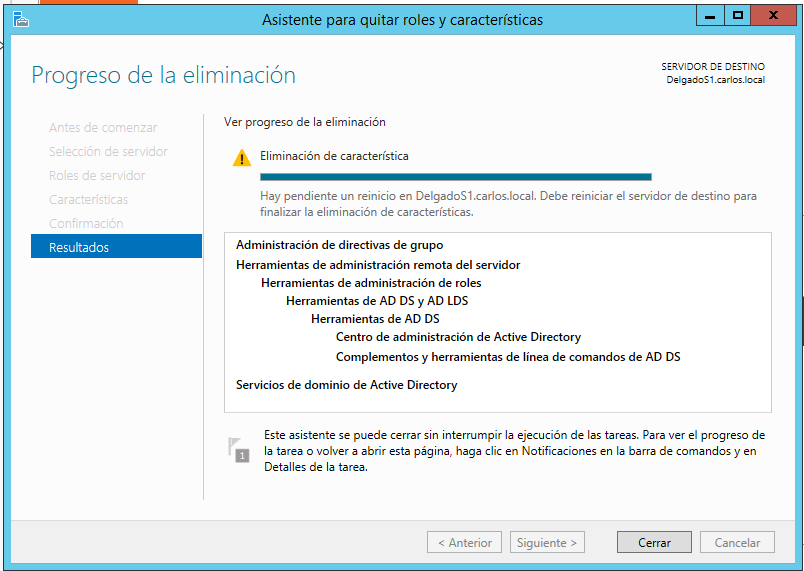 Asistente para quitar roles y características
Progreso de la eliminación
SERVIDOR DE DESTINO
DelgadoS1.carlos.local
Antes de comenzar
Selección de servidor
Roles de servidor
Características
Confirmación
Resultados
Ver progreso de la eliminación
Eliminación de característica
Hay pendiente un reinicio en DelgadoS1.carlos.local. Debe reiniciar el servidor de destino para
finalizar la eliminación de características.
Administración de directivas de grupo
Herramientas de administración remota del servidor
Herramientas de administración de roles
Herramientas de AD DS y AD LDS
Herramientas de AD DS
Centro de administración de Active Directory
Complementos y herramientas de línea de comandos de AD DS
Servicios de dominio de Active Directory
1
Este asistente se puede cerrar sin interrumpir la ejecución de las tareas. Para ver el progreso de
la tarea o volver a abrir esta página, haga clic en Notificaciones en la barra de comandos y en
Detalles de la tarea.
< Anterior
Siguiente >
Cerrar
Cancelar